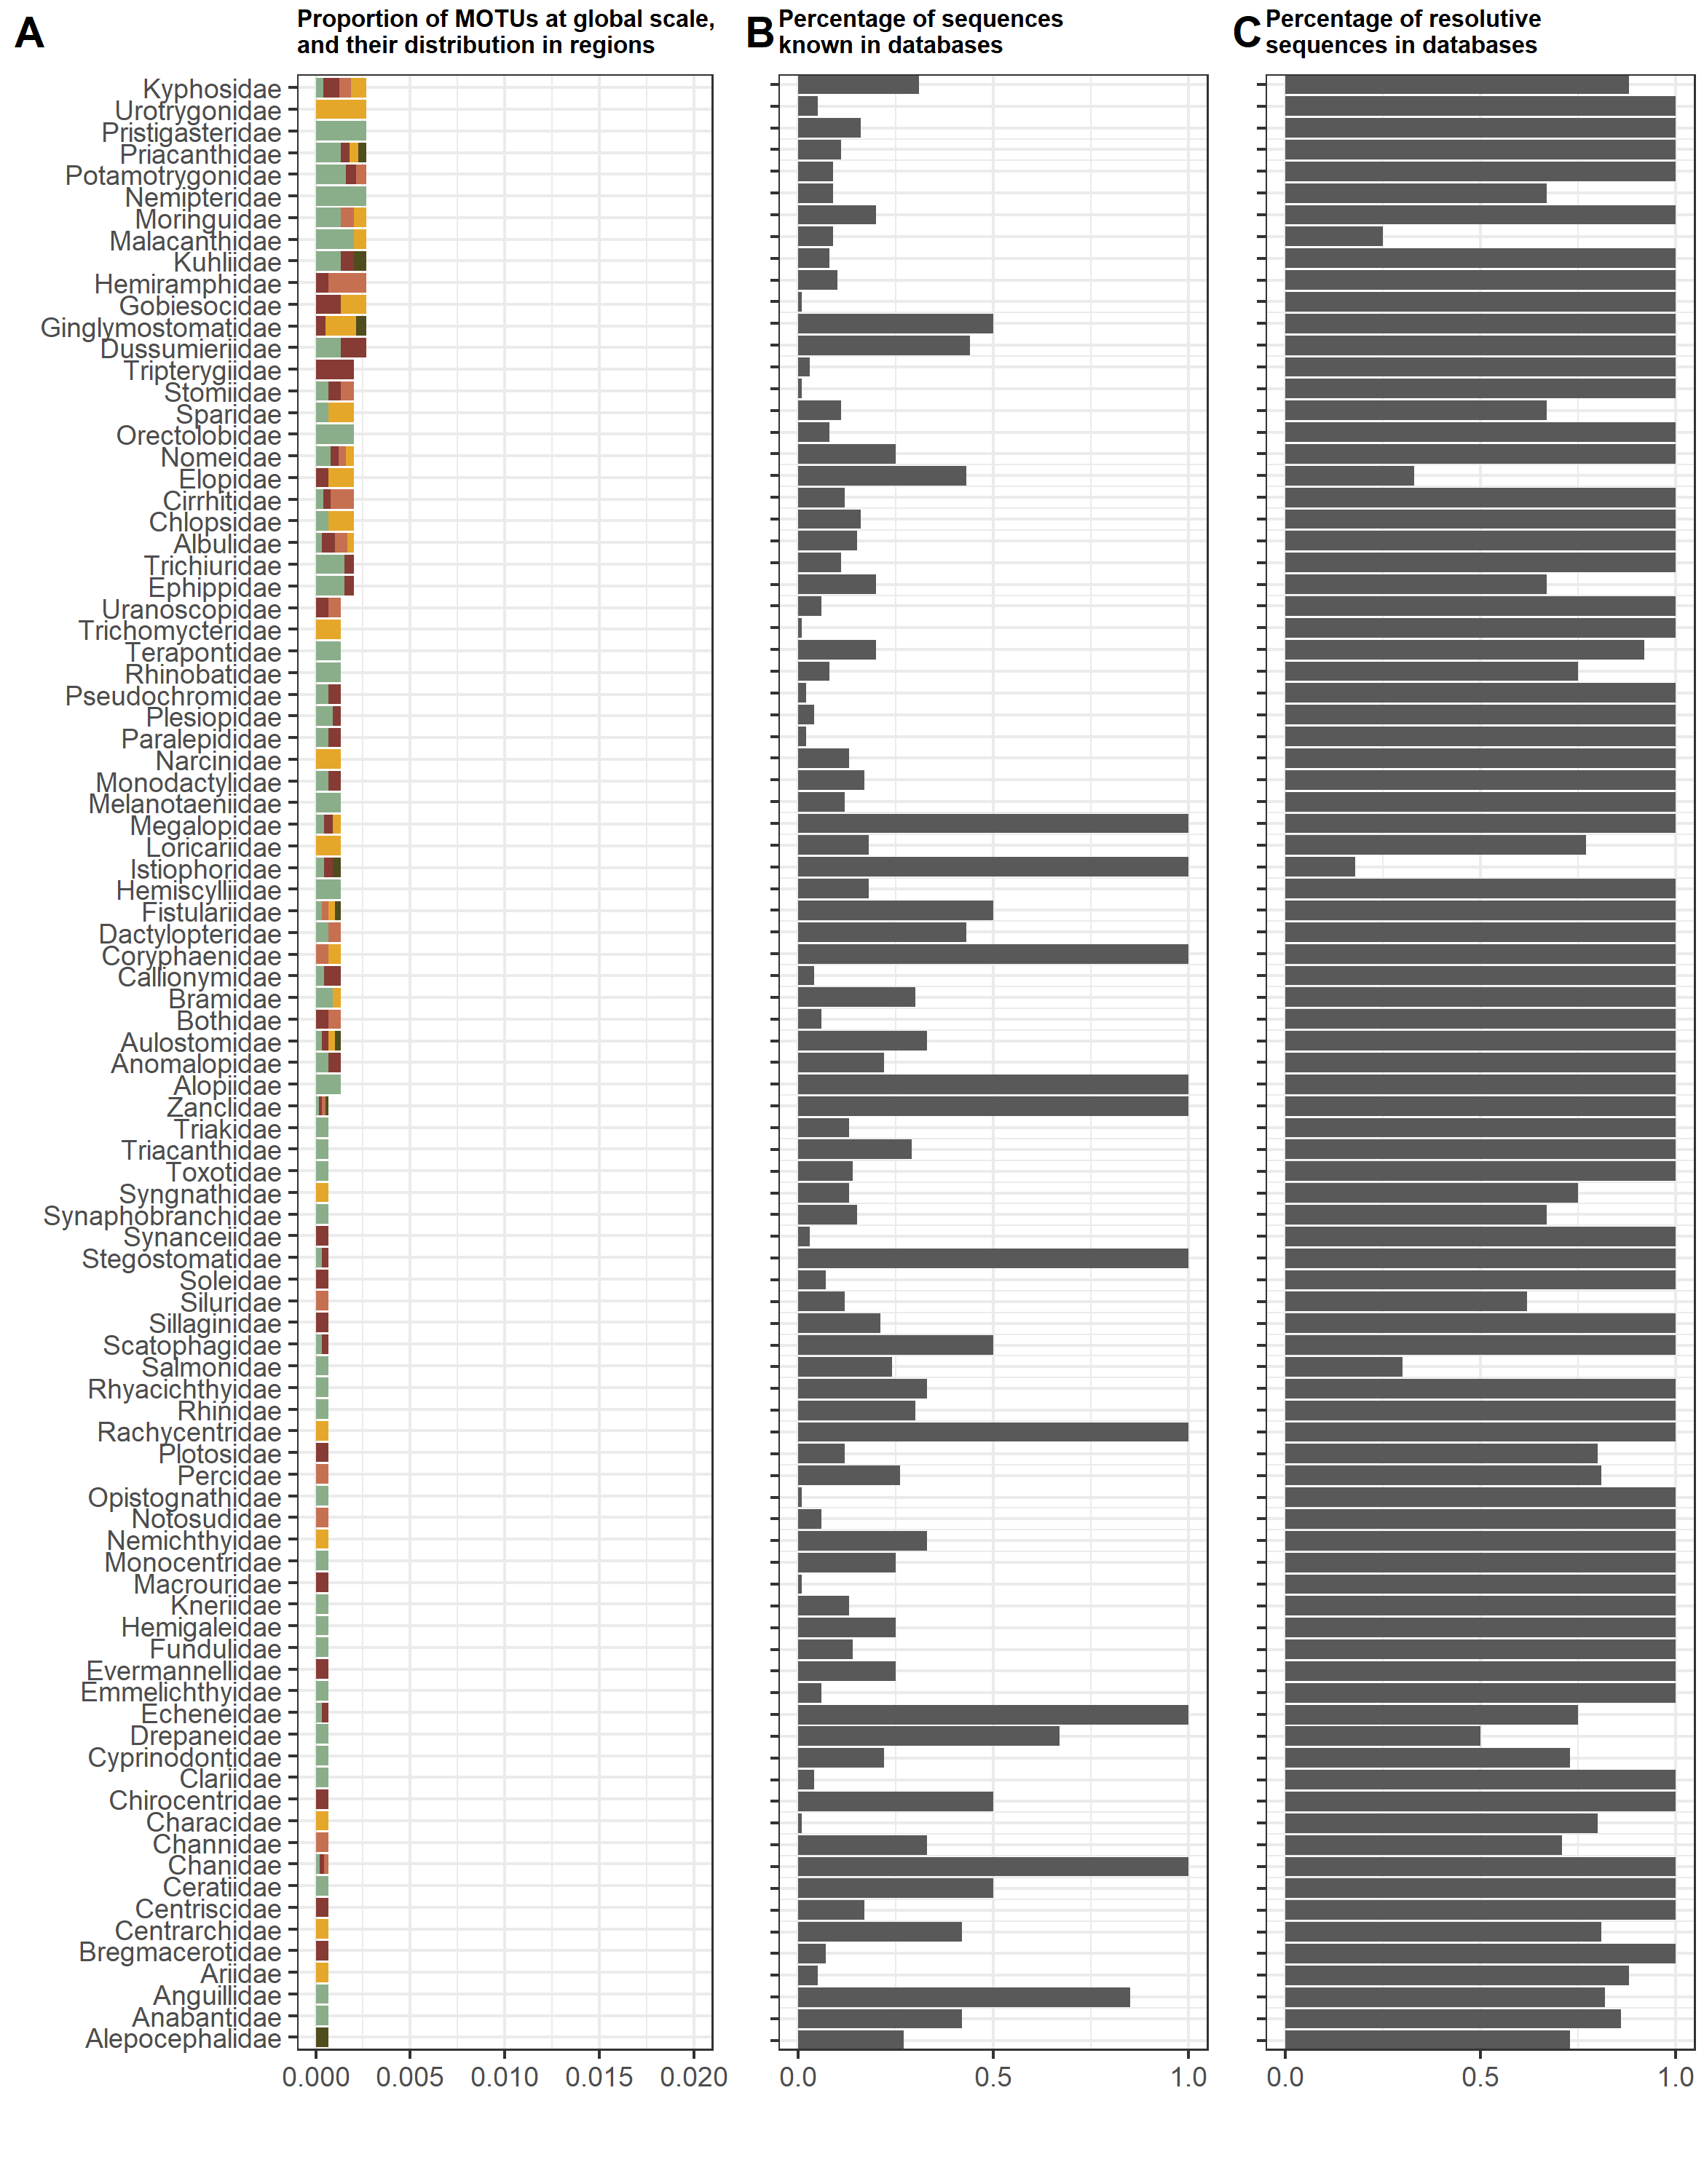 A
Proportion of MOTUs at global scale,
and their distribution in regions
B
Percentage of sequences
known in databases
C
Percentage of resolutive
sequences in databases
Kyphosidae
Urotrygonidae
Pristigasteridae
Priacanthidae
Potamotrygonidae
Nemipteridae
Moringuidae
Malacanthidae
Kuhliidae
Hemiramphidae
Gobiesocidae
Ginglymostomatidae
Dussumieriidae
Tripterygiidae
Stomiidae
Sparidae
Orectolobidae
Nomeidae
Elopidae
Cirrhitidae
Chlopsidae
Albulidae
Trichiuridae
Ephippidae
Uranoscopidae
Trichomycteridae
Terapontidae
Rhinobatidae
Pseudochromidae
Plesiopidae
Paralepididae
Narcinidae
Monodactylidae
Melanotaeniidae
Megalopidae
Loricariidae
Istiophoridae
Hemiscylliidae
Fistulariidae
Dactylopteridae
Coryphaenidae
Callionymidae
Bramidae
Bothidae
Aulostomidae
Anomalopidae
Alopiidae
Zanclidae
Triakidae
Triacanthidae
Toxotidae
Syngnathidae
Synaphobranchidae
Synanceiidae
Stegostomatidae
Soleidae
Siluridae
Sillaginidae
Scatophagidae
Salmonidae
Rhyacichthyidae
Rhinidae
Rachycentridae
Plotosidae
Percidae
Opistognathidae
Notosudidae
Nemichthyidae
Monocentridae
Macrouridae
Kneriidae
Hemigaleidae
Fundulidae
Evermannellidae
Emmelichthyidae
Echeneidae
Drepaneidae
Cyprinodontidae
Clariidae
Chirocentridae
Characidae
Channidae
Chanidae
Ceratiidae
Centriscidae
Centrarchidae
Bregmacerotidae
Ariidae
Anguillidae
Anabantidae
Alepocephalidae
0.000 0.005 0.010 0.015 0.020
0.0 0.5 1.0
0.0 0.5 1.0